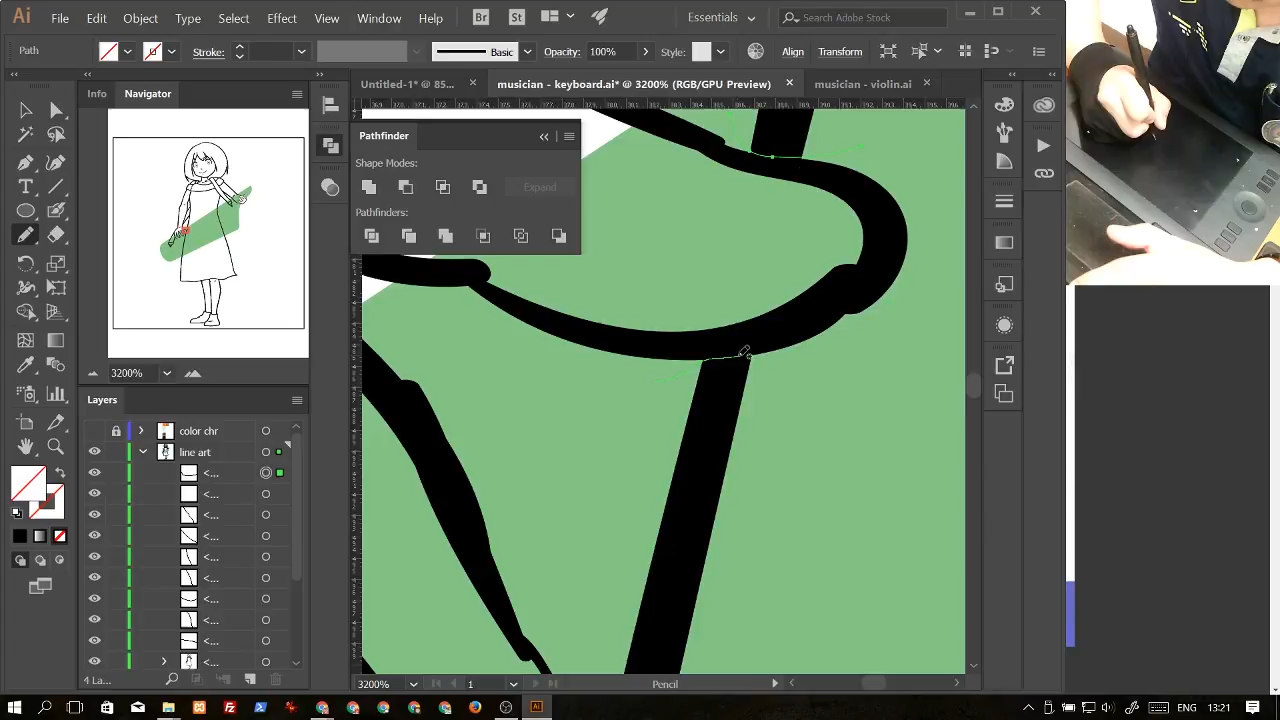 Ai File Edit Object Type Select Effect View Window Help Br St Essentials Search Adobe Stock
Path Stroke: Basic Opacity: 100% Style: Align Transform
Info Navigator
Untitled-1* @ 85... × musician - keyboard.ai* @ 3200% (RGB/GPU Preview) × musician - violin.ai ×
Pathfinder
Shape Modes:
Expand
Pathfinders:
3200%
Layers
color chr
line art
<...
<...
<...
<...
<...
<...
<...
<...
<...
<...
4 La...
3200% 1 Pencil
ENG 13:21